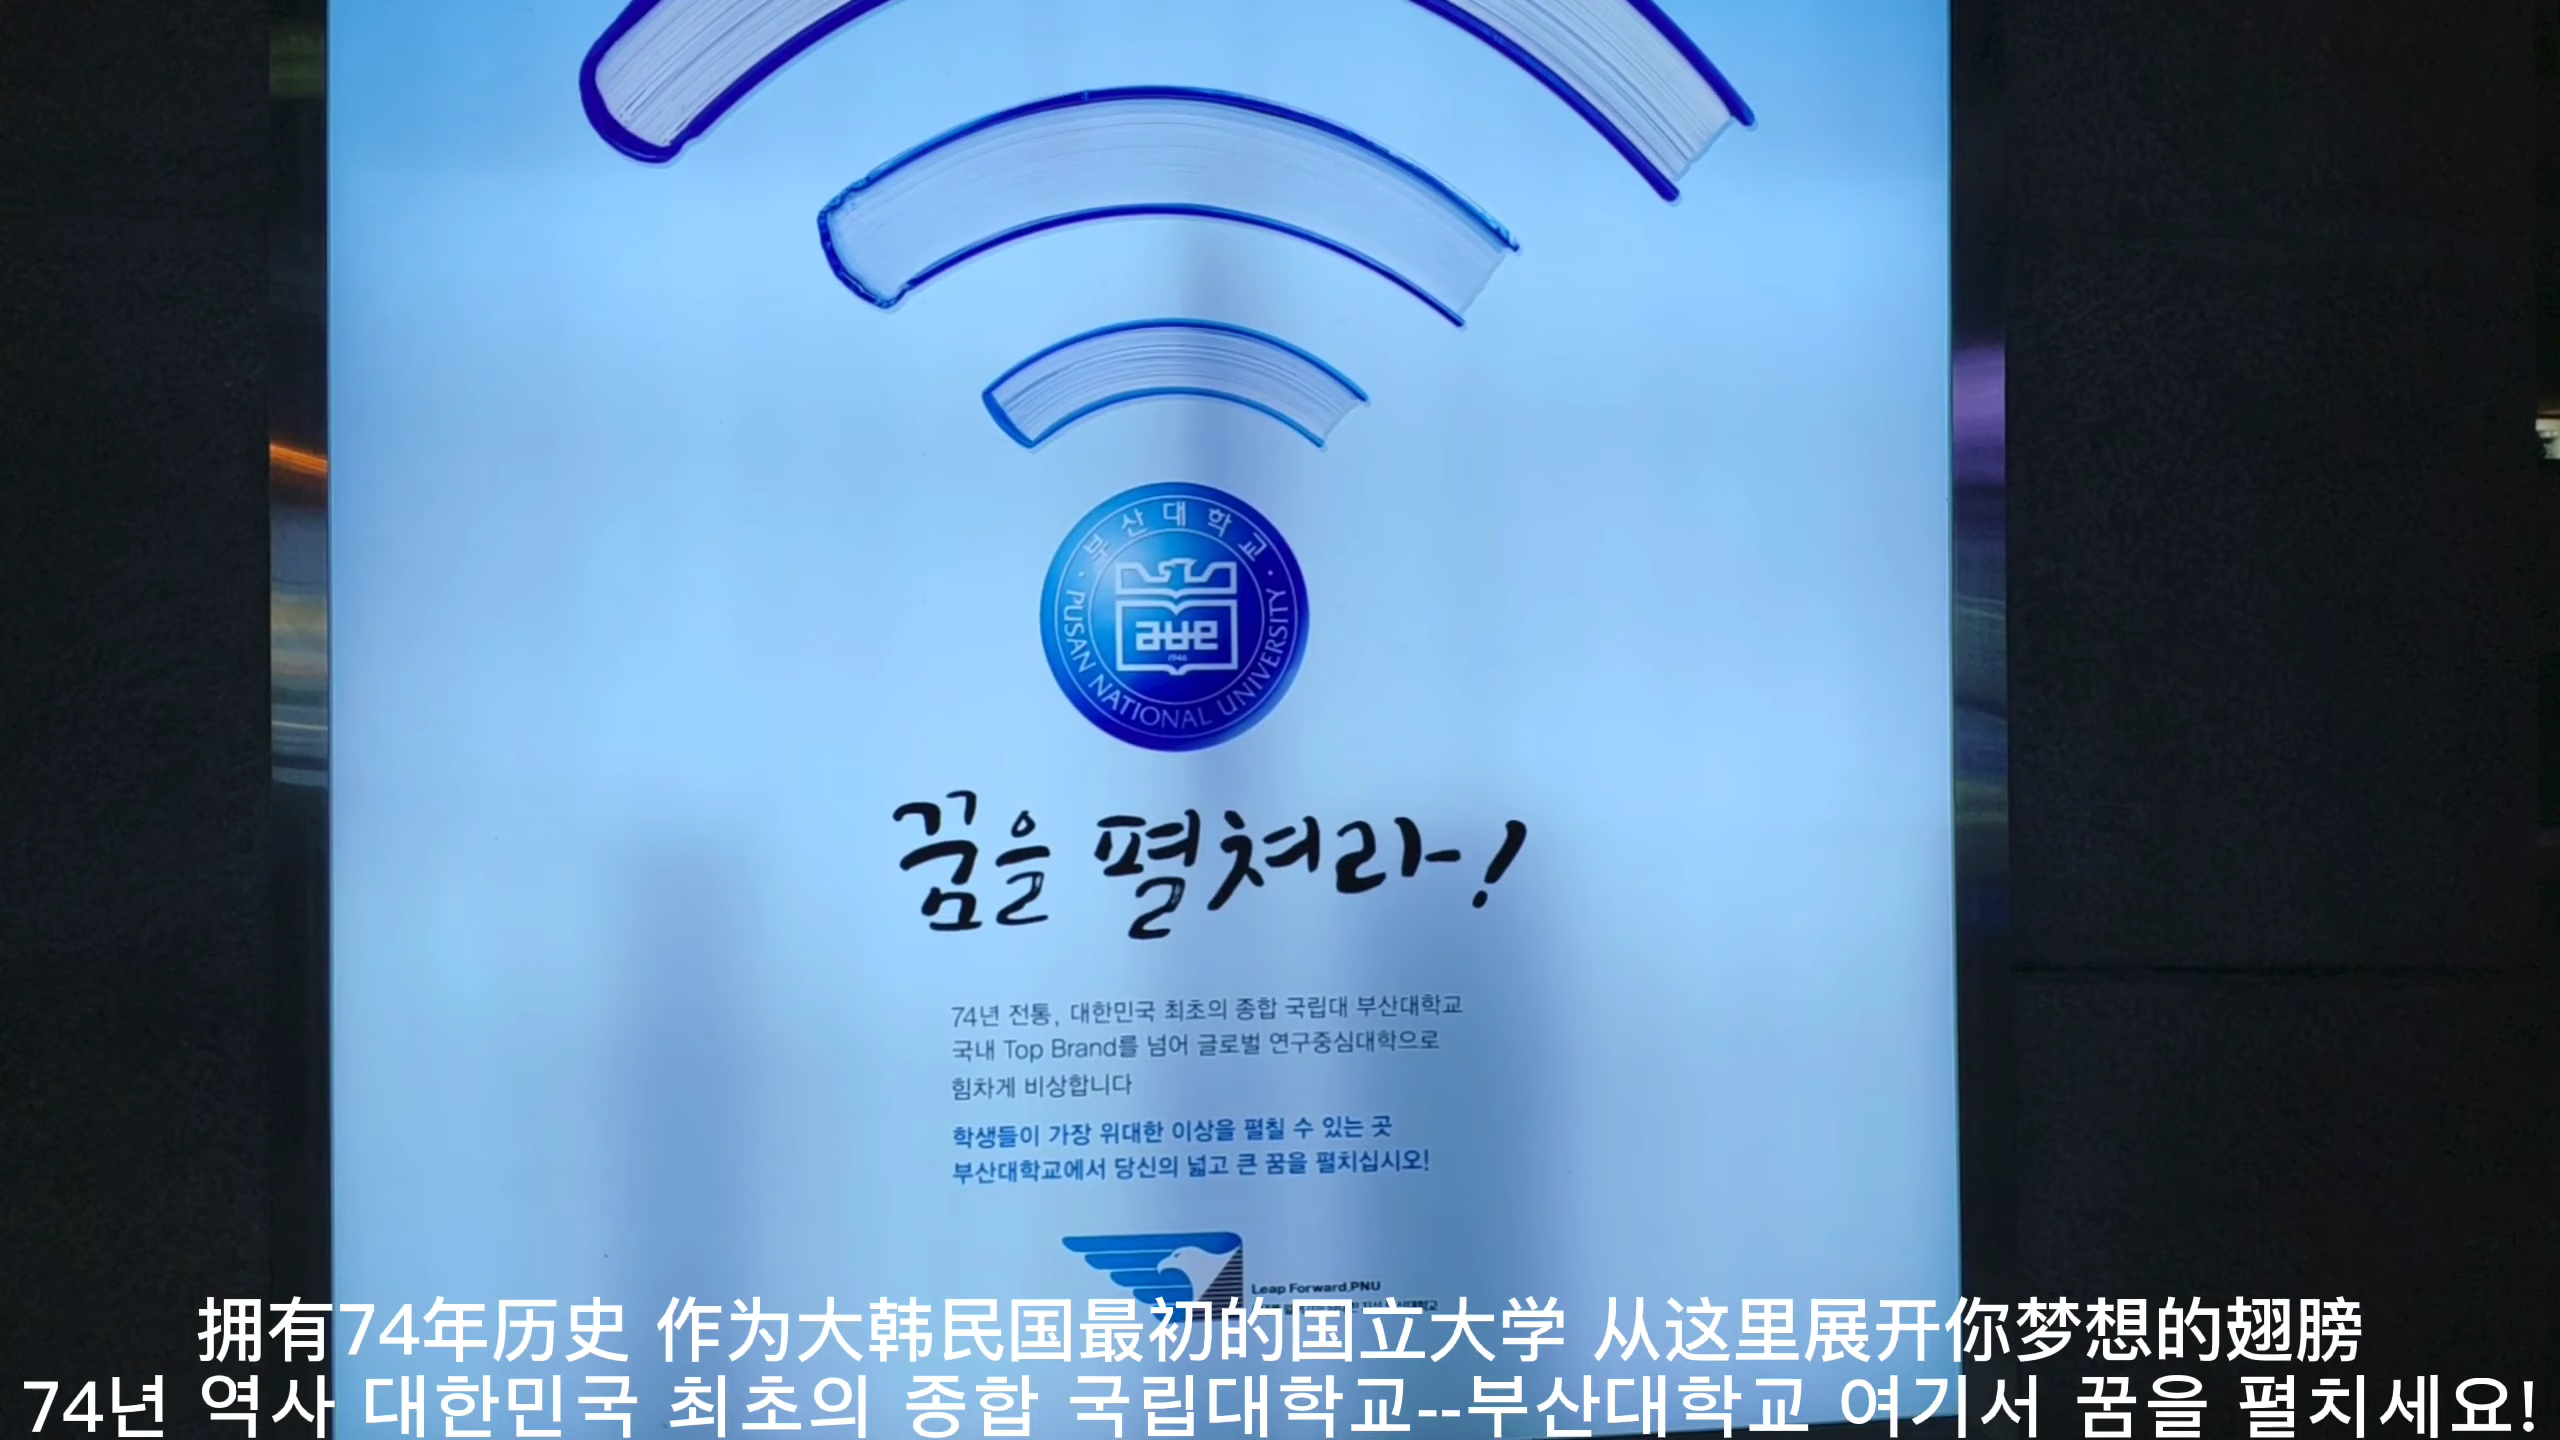 부산대학교
PUSAN NATIONAL UNIVERSITY
1946
꿈을 펼쳐라!
74년 전통, 대한민국 최초의 종합 국립대 부산대학교
국내 Top Brand를 넘어 글로벌 연구중심대학으로
힘차게 비상합니다
학생들이 가장 위대한 이상을 펼칠 수 있는 곳
부산대학교에서 당신의 넓고 큰 꿈을 펼치십시오!
Leap Forward,PNU
拥有74年历史 作为大韩民国最初的国立大学 从这里展开你梦想的翅膀
74년 역사 대한민국 최초의 종합 국립대학교--부산대학교 여기서 꿈을 펼치세요!